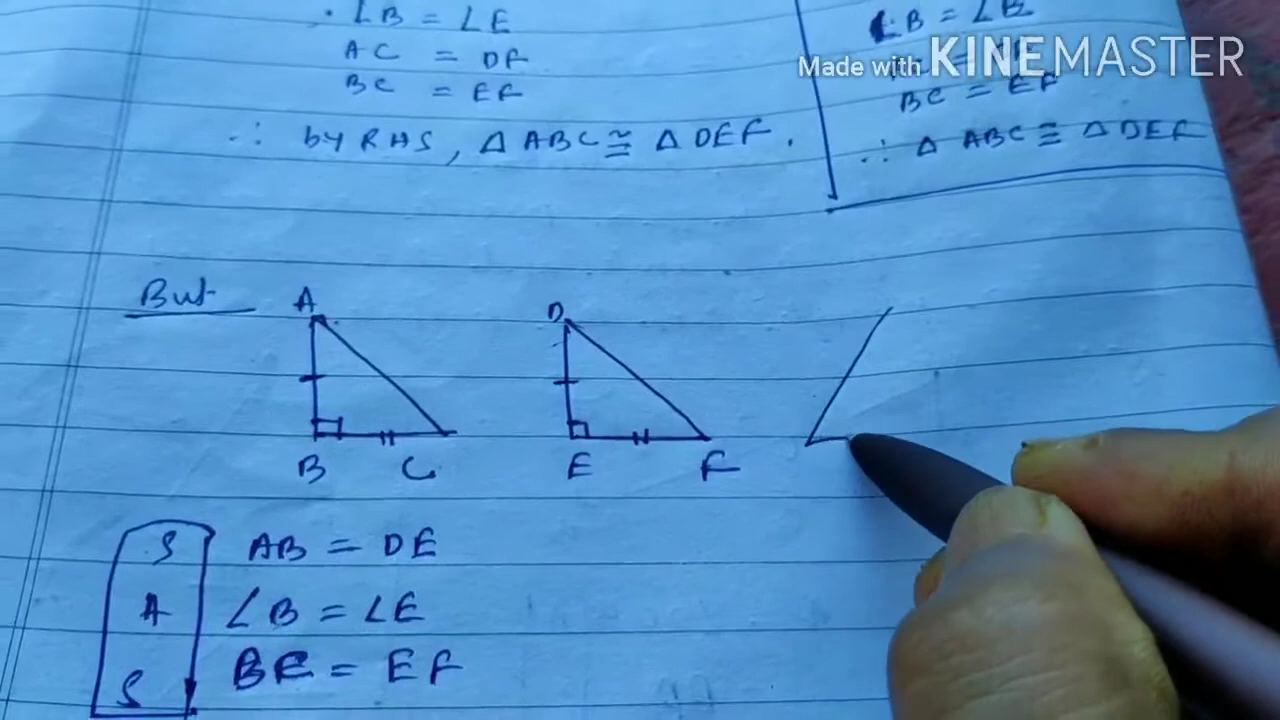 . ∠B = ∠E
AC = DF
BC = EF
∴ by RHS, Δ ABC ≅ Δ DEF.
∠B = ∠E
BC = EF
∴ Δ ABC ≅ Δ DEF
Made with KINEMASTER
But
A
D
B C
E F
S AB = DE
A ∠B = ∠E
S BC = EF